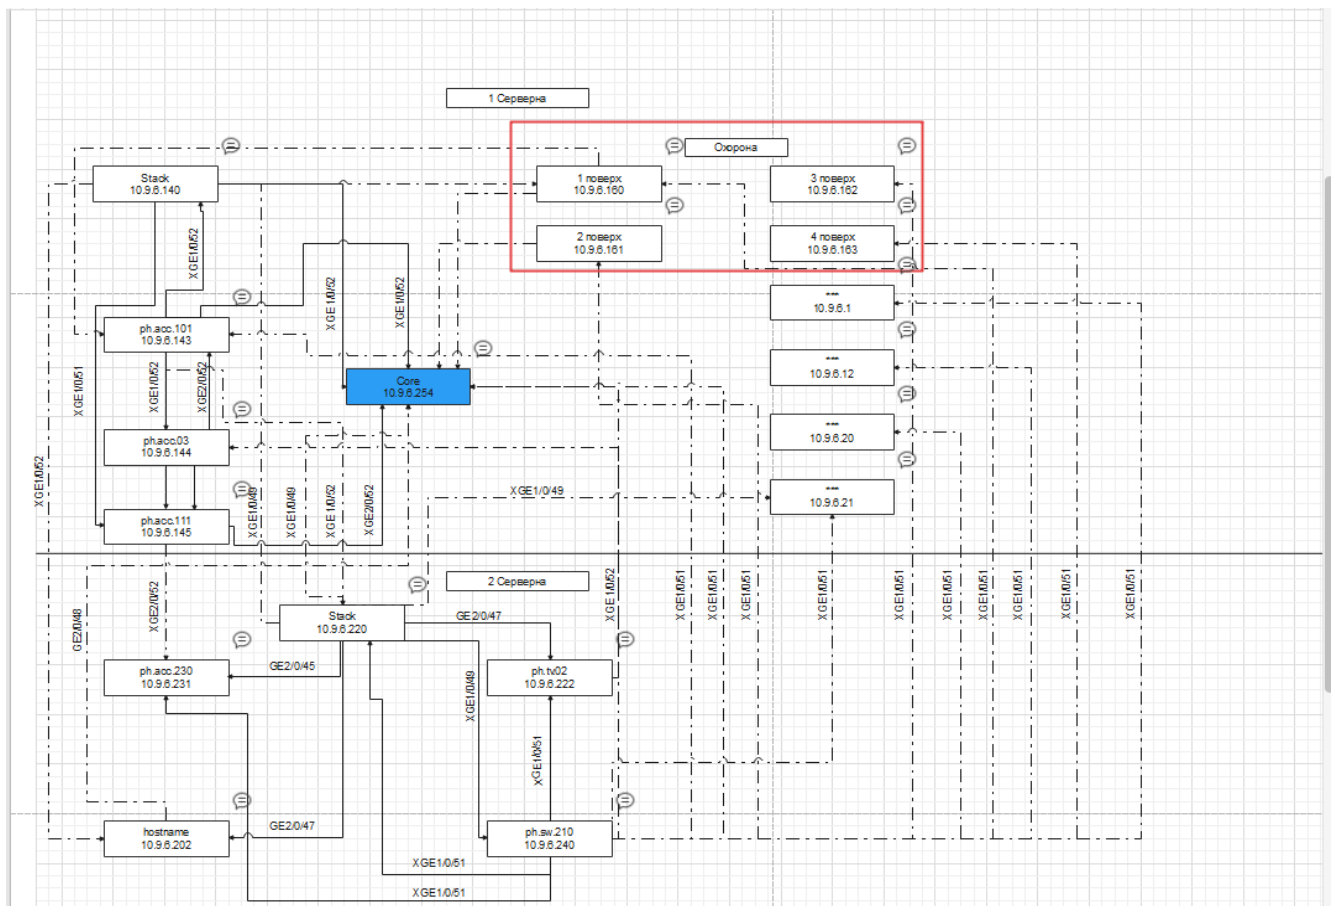 1 Серверна
Охорона
Stack
10.9.6.140
1 поверх
10.9.6.160
3 поверх
10.9.6.162
2 поверх
10.9.6.161
4 поверх
10.9.6.163
XGE1/0/52
XGE1/0/52
XGE1/0/52
***
10.9.6.1
ph.acc.101
10.9.6.143
***
10.9.6.12
Core
10.9.6.254
XGE1/0/51
XGE1/0/52
XGE2/0/52
***
10.9.6.20
ph.acc.03
10.9.6.144
XGE1/0/52
XGE1/0/49
XGE1/0/49
XGE1/0/52
XGE2/0/52
XGE1/0/49
***
10.9.6.21
ph.acc.111
10.9.6.145
2 Серверна
GE2/0/48
XGE2/0/52
XGE1/0/52
XGE1/0/51
XGE1/0/51
XGE1/0/51
XGE1/0/51
XGE1/0/51
XGE1/0/51
XGE1/0/51
XGE1/0/51
XGE1/0/51
XGE1/0/51
Stack
10.9.6.220
GE2/0/47
ph.acc.230
10.9.6.231
GE2/0/45
XGE1/0/49
ph.tv02
10.9.6.222
XGE1/0/51
hostname
10.9.6.202
GE2/0/47
ph.sw.210
10.9.6.240
XGE1/0/51
XGE1/0/51